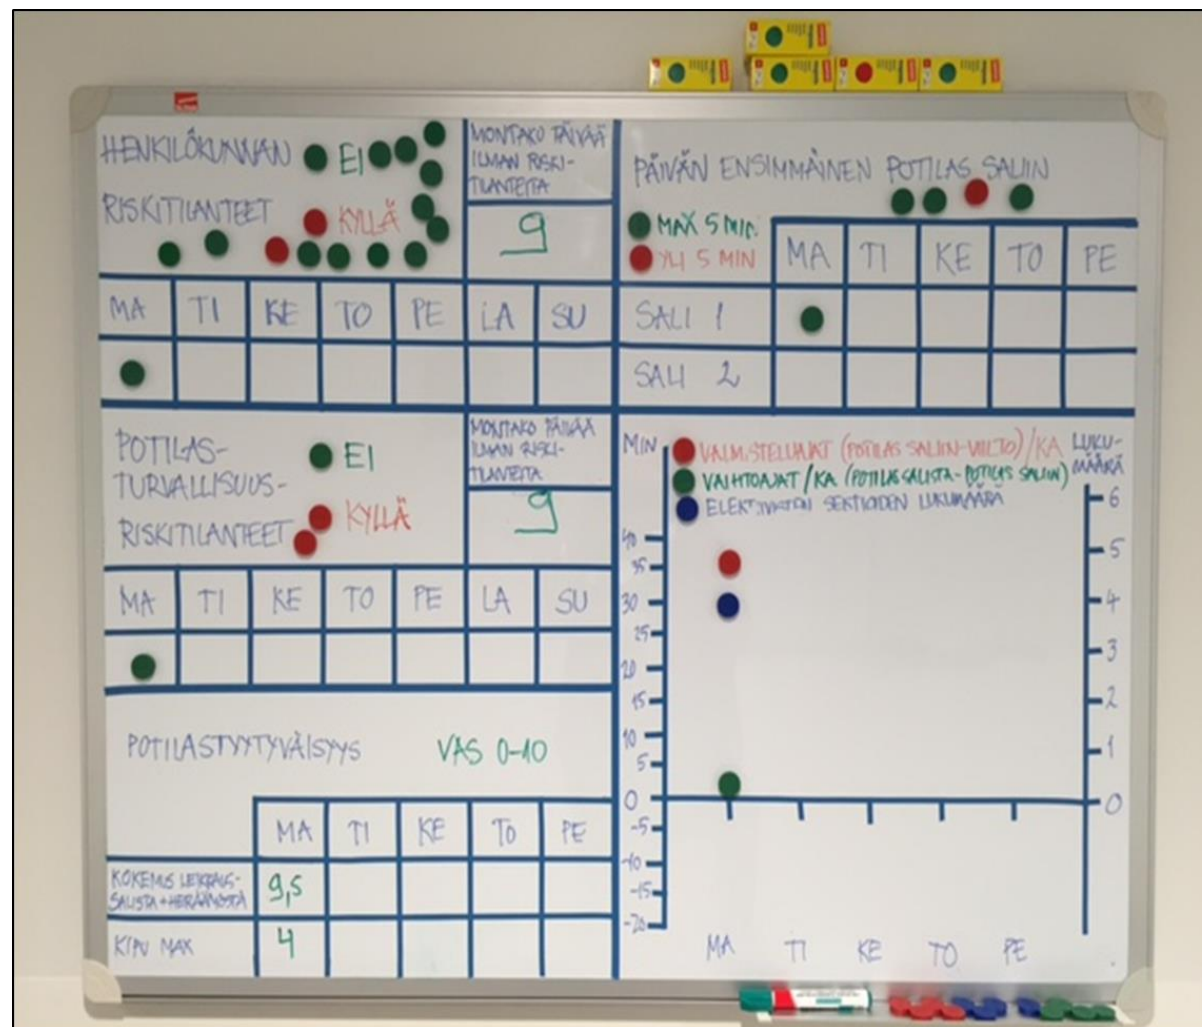 HENKILÖKUNNAN EI
RISKITILANTEET KYLLÄ
MONTAKO PÄIVÄÄ
ILMAN RISKI-
TILANTEITA
9
MA TI KE TO PE LA SU
PÄIVÄN ENSIMMÄINEN POTILAS SALIIN
MAX 5 MIN
YLI 5 MIN
MA TI KE TO PE
SALI 1
SALI 2
POTILAS-
TURVALLISUUS-
RISKITILANTEET
EI
KYLLÄ
MONTAKO PÄIVÄÄ
ILMAN RISKI-
TILANTEITA
9
MA TI KE TO PE LA SU
POTILASTYYTYVÄISYYS VAS 0-10
MA TI KE TO PE
KOKEMUS LEIKKAUS-
SALISTA+HERÄÄMÖSTÄ
9,5
KIPU MAX 4
MIN
VALMISTELUAJAT (POTILAS SALIIN-VIILTO)/KA
VAIHTOAJAT/KA (POTILAS SALISTA-POTILAS SALIIN)
ELEKTIIVISTEN SEKTIOIDEN LUKUMÄÄRÄ
LUKU-
MÄÄRÄ
40
35
30
25
20
15
10
5
0
-5
-10
-15
-20
6
5
4
3
2
1
0
MA TI KE TO PE